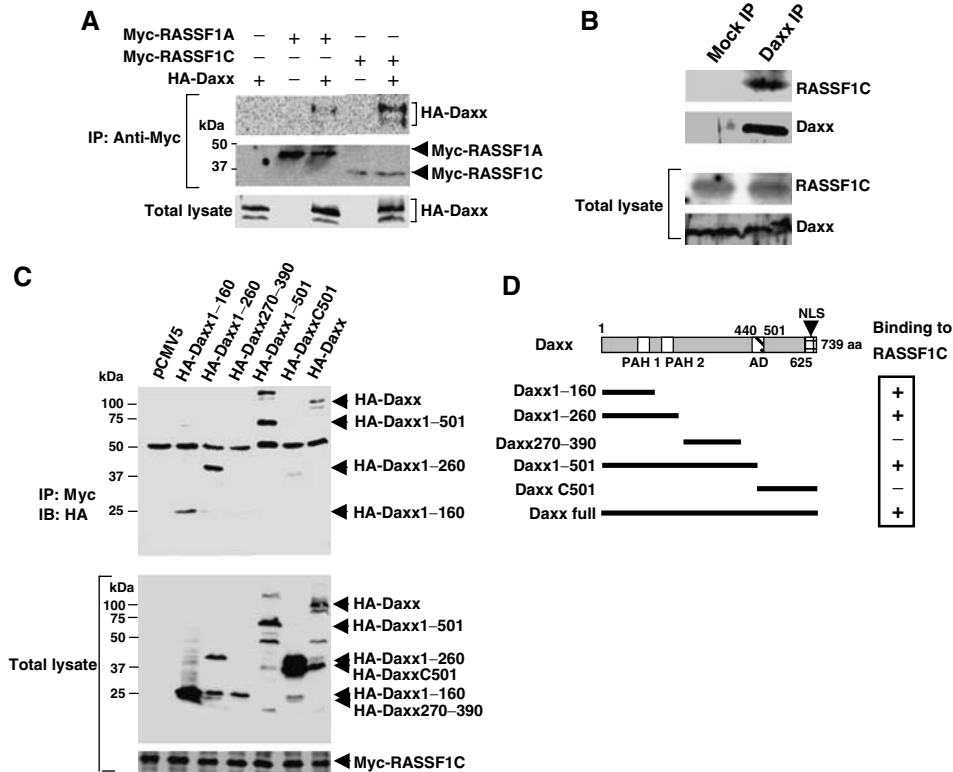 A
Myc-RASSF1A − + + − −
Myc-RASSF1C − − − + +
HA-Daxx + − + − +
IP: Anti-Myc
kDa
50
37
HA-Daxx
Myc-RASSF1A
Myc-RASSF1C
Total lysate
HA-Daxx
B
Mock IP
Daxx IP
RASSF1C
Daxx
Total lysate
RASSF1C
Daxx
C
pCMV5
HA-Daxx1−160
HA-Daxx1−260
HA-Daxx270−390
HA-Daxx1−501
HA-DaxxC501
HA-Daxx
kDa
100
75
50
37
25
IP: Myc
IB: HA
HA-Daxx
HA-Daxx1−501
HA-Daxx1−260
HA-Daxx1−160
Total lysate
kDa
100
75
50
37
25
HA-Daxx
HA-Daxx1−501
HA-Daxx1−260
HA-DaxxC501
HA-Daxx1−160
HA-Daxx270−390
Myc-RASSF1C
D
NLS
1 440 501
Daxx 739 aa
PAH 1 PAH 2 AD 625
Binding to
RASSF1C
Daxx1−160 +
Daxx1−260 +
Daxx270−390 −
Daxx1−501 +
Daxx C501 −
Daxx full +